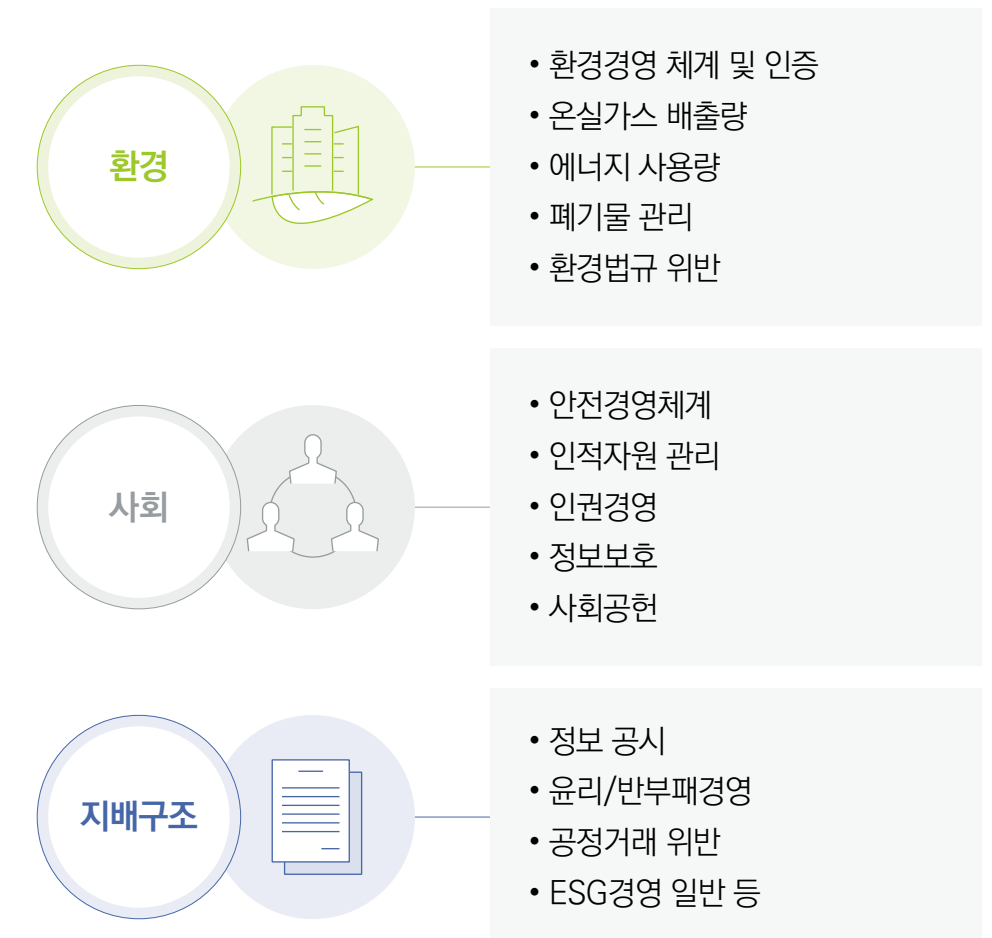 환경
• 환경경영 체계 및 인증
• 온실가스 배출량
• 에너지 사용량
• 폐기물 관리
• 환경법규 위반
사회
• 안전경영체계
• 인적자원 관리
• 인권경영
• 정보보호
• 사회공헌
지배구조
• 정보 공시
• 윤리/반부패경영
• 공정거래 위반
• ESG경영 일반 등